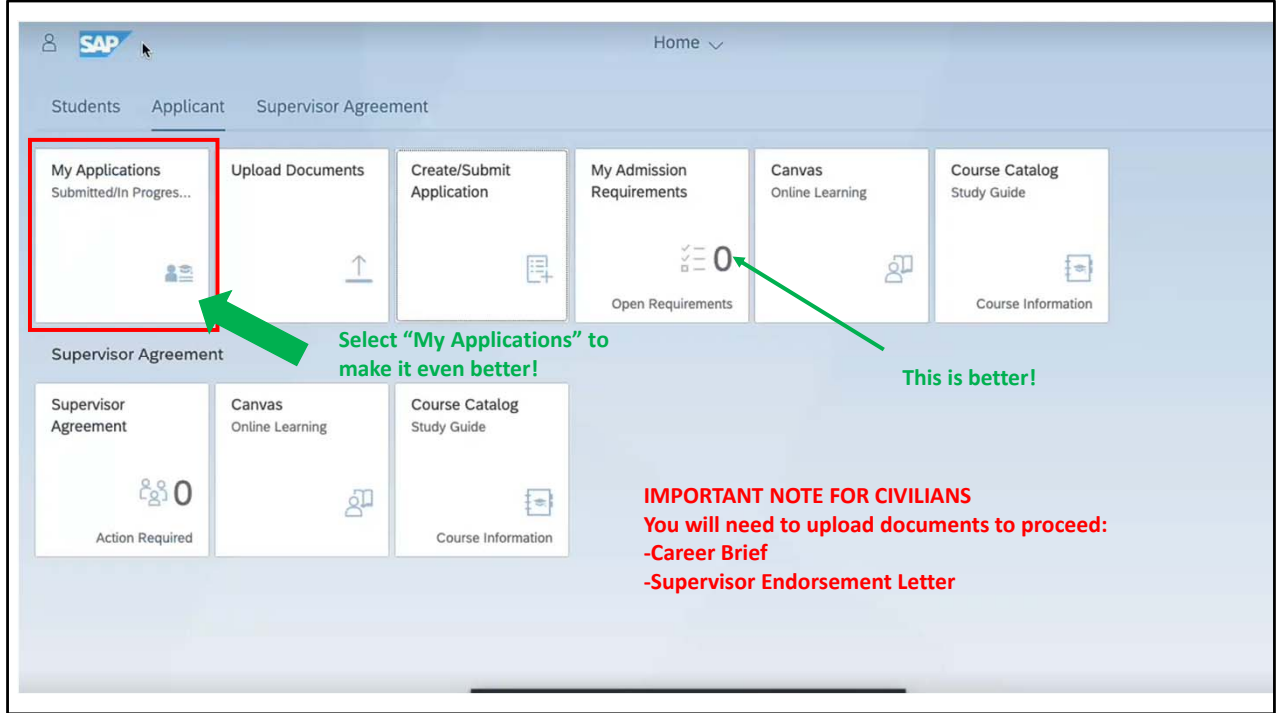 SAP
Home
Students Applicant Supervisor Agreement
My Applications
Submitted/In Progres...
Upload Documents
Create/Submit
Application
My Admission
Requirements
0
Open Requirements
Canvas
Online Learning
Course Catalog
Study Guide
Course Information
Select “My Applications” to
make it even better!
This is better!
Supervisor Agreement
Supervisor
Agreement
0
Action Required
Canvas
Online Learning
Course Catalog
Study Guide
Course Information
IMPORTANT NOTE FOR CIVILIANS
You will need to upload documents to proceed:
-Career Brief
-Supervisor Endorsement Letter